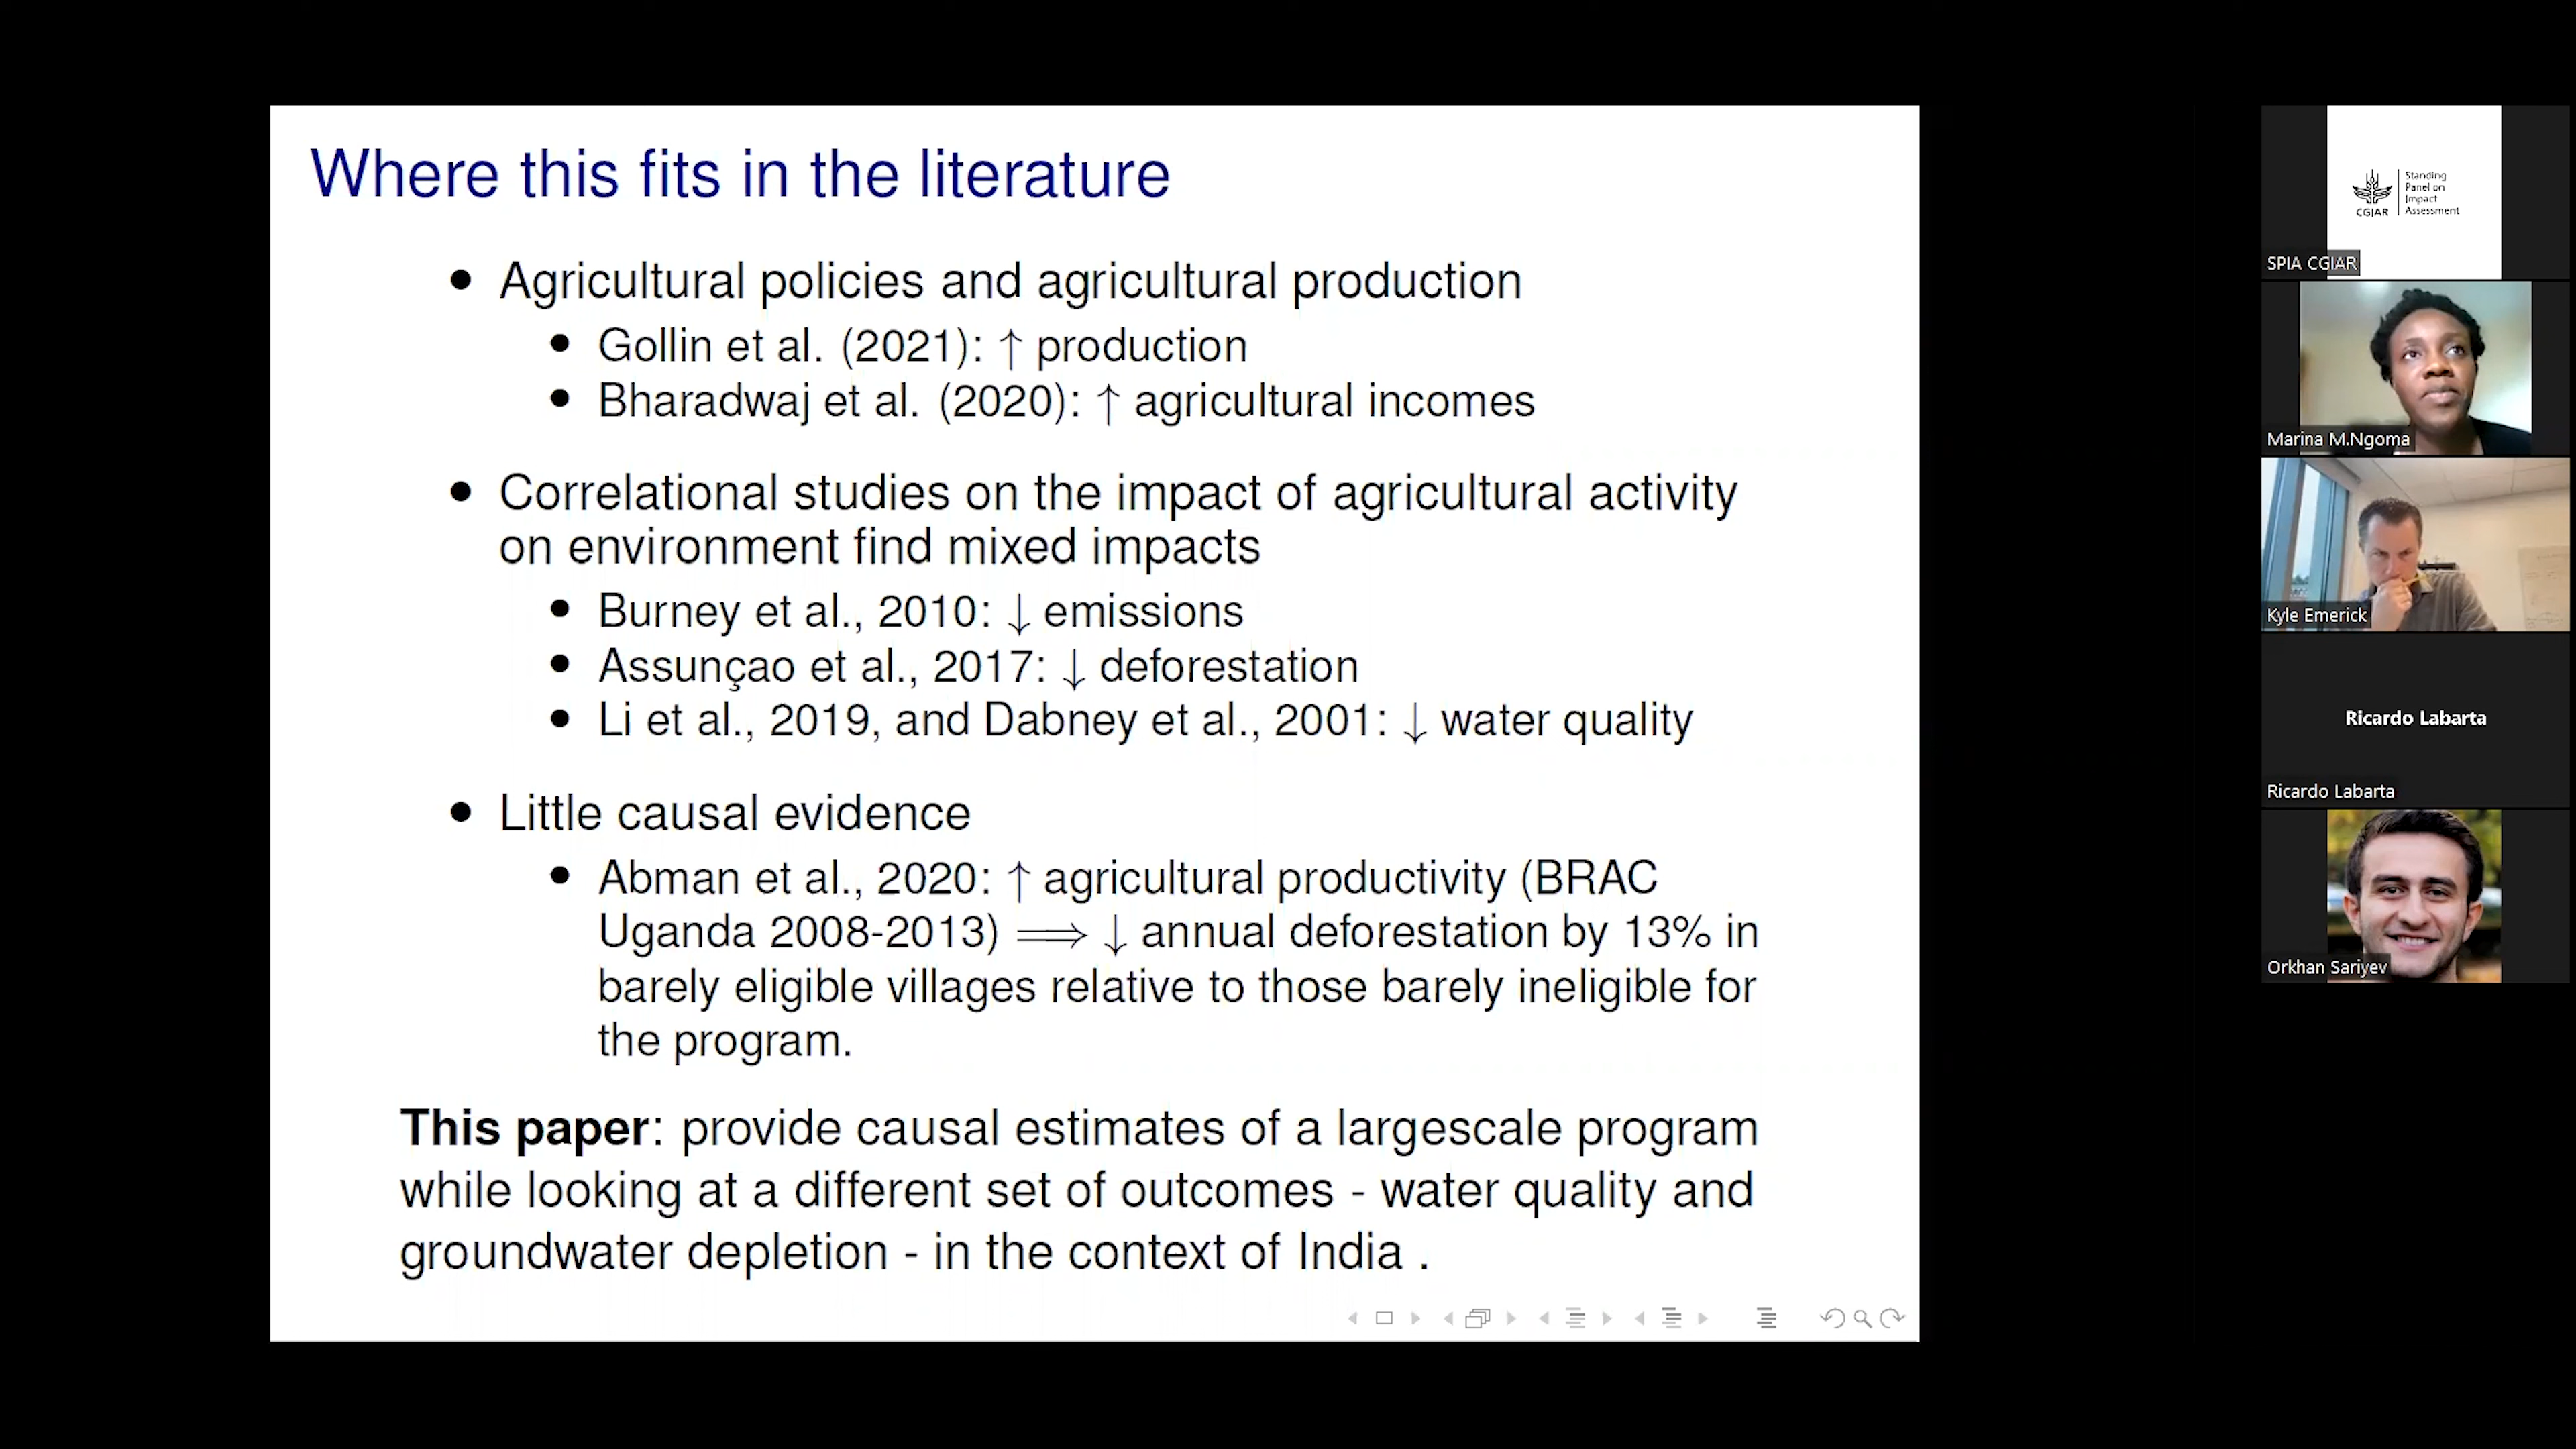 Where this fits in the literature
• Agricultural policies and agricultural production
• Gollin et al. (2021): ↑ production
• Bharadwaj et al. (2020): ↑ agricultural incomes
• Correlational studies on the impact of agricultural activity
on environment find mixed impacts
• Burney et al., 2010: ↓ emissions
• Assunçao et al., 2017: ↓ deforestation
• Li et al., 2019, and Dabney et al., 2001: ↓ water quality
• Little causal evidence
• Abman et al., 2020: ↑ agricultural productivity (BRAC
Uganda 2008-2013) ⟹ ↓ annual deforestation by 13% in
barely eligible villages relative to those barely ineligible for
the program.
This paper: provide causal estimates of a largescale program
while looking at a different set of outcomes - water quality and
groundwater depletion - in the context of India .
CGIAR
Standing
Panel on
Impact
Assessment
SPIA CGIAR
Marina M.Ngoma
Kyle Emerick
Ricardo Labarta
Ricardo Labarta
Orkhan Sariyev